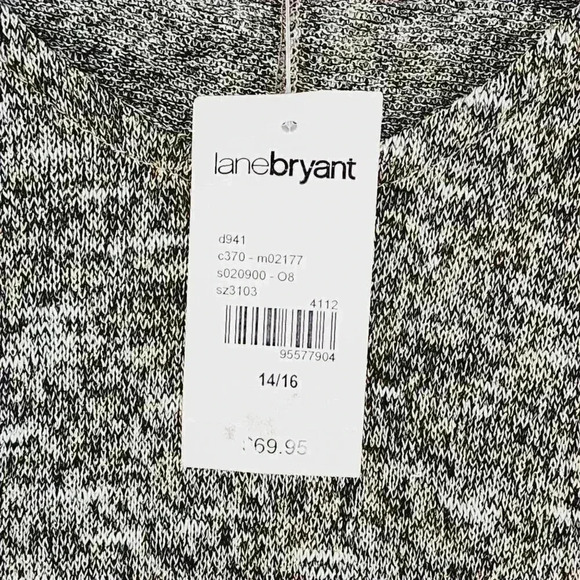 lanebryant
d941
c370 - m02177
s020900 - O8
sz3103
4112
95577904
14/16
$69.95